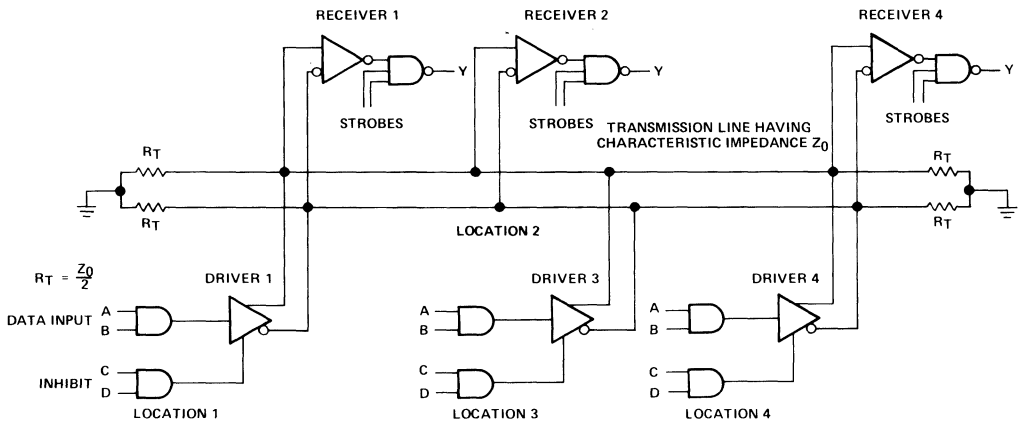 RECEIVER 1
RECEIVER 2
RECEIVER 4
Y
Y
Y
STROBES
STROBES
STROBES
TRANSMISSION LINE HAVING
CHARACTERISTIC IMPEDANCE Z0
RT
RT
RT
RT
LOCATION 2
RT = Z0/2
DRIVER 1
DRIVER 3
DRIVER 4
DATA INPUT
A
B
A
B
A
B
INHIBIT
C
D
C
D
C
D
LOCATION 1
LOCATION 3
LOCATION 4